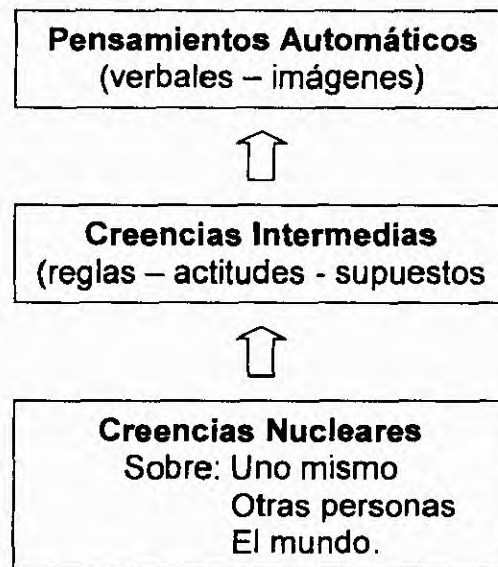 Pensamientos Automáticos
(verbales – imágenes)
Creencias Intermedias
(reglas – actitudes - supuestos
Creencias Nucleares
Sobre: Uno mismo
Otras personas
El mundo.